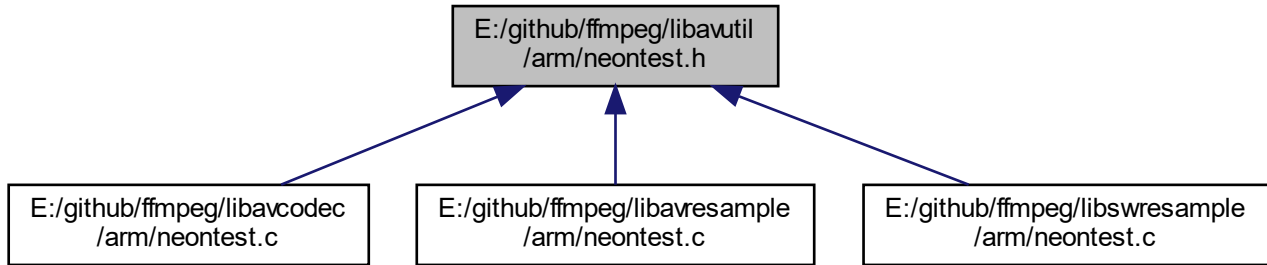 E:/github/ffmpeg/libavutil
/arm/neontest.h
E:/github/ffmpeg/libavcodec
/arm/neontest.c
E:/github/ffmpeg/libavresample
/arm/neontest.c
E:/github/ffmpeg/libswresample
/arm/neontest.c